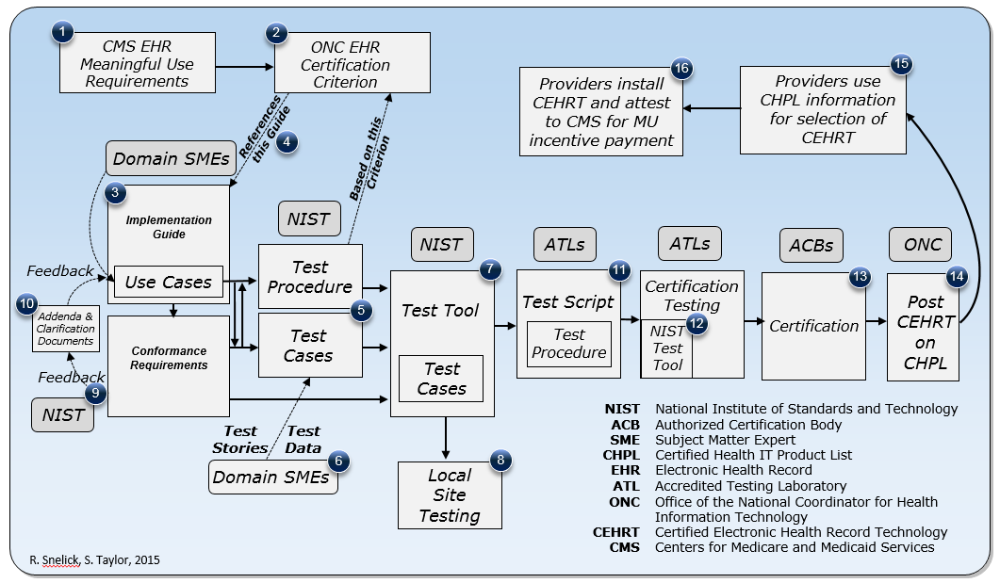 1
CMS EHR
Meaningful Use
Requirements
2
ONC EHR
Certification
Criterion
16
Providers install
CEHRT and attest
to CMS for MU
incentive payment
15
Providers use
CHPL information
for selection of
CEHRT
References
this Guide
4
Based on this
Criterion
Domain SMEs
3
Implementation
Guide
Use Cases
Feedback
10
Addenda &
Clarification
Documents
Feedback
9
NIST
Conformance
Requirements
NIST
Test
Procedure
5
Test
Cases
Test
Stories
Test
Data
Domain SMEs
6
NIST
7
Test Tool
Test
Cases
8
Local
Site
Testing
ATLs
11
Test Script
Test
Procedure
ATLs
Certification
Testing
12
NIST
Test
Tool
ACBs
13
Certification
ONC
14
Post
CEHRT
on
CHPL
NIST National Institute of Standards and Technology
ACB Authorized Certification Body
SME Subject Matter Expert
CHPL Certified Health IT Product List
EHR Electronic Health Record
ATL Accredited Testing Laboratory
ONC Office of the National Coordinator for Health
Information Technology
CEHRT Certified Electronic Health Record Technology
CMS Centers for Medicare and Medicaid Services
R. Snelick, S. Taylor, 2015